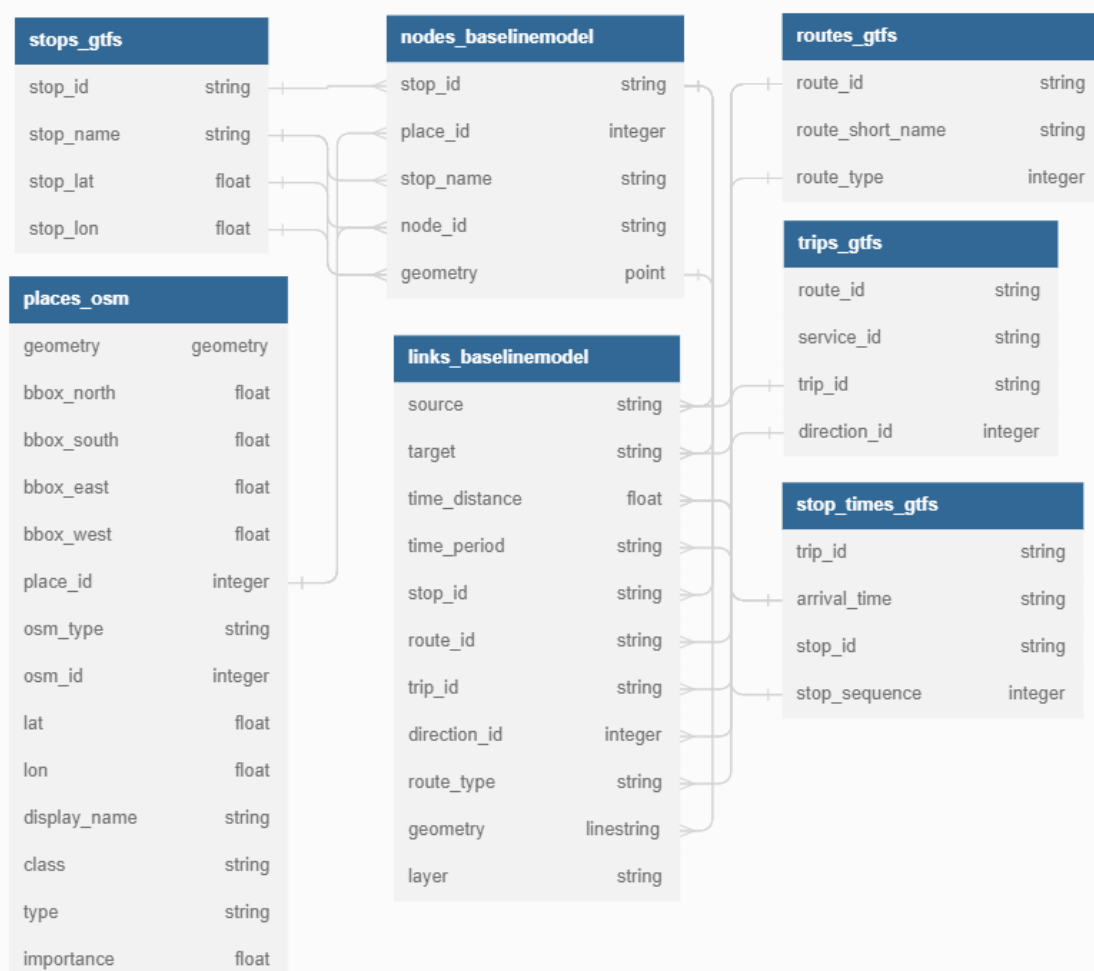 stops_gtfs
stop_id string
stop_name string
stop_lat float
stop_lon float
places_osm
geometry geometry
bbox_north float
bbox_south float
bbox_east float
bbox_west float
place_id integer
osm_type string
osm_id integer
lat float
lon float
display_name string
class string
type string
importance float
nodes_baselinemodel
stop_id string
place_id integer
stop_name string
node_id string
geometry point
links_baselinemodel
source string
target string
time_distance float
time_period string
stop_id string
route_id string
trip_id string
direction_id integer
route_type string
geometry linestring
layer string
routes_gtfs
route_id string
route_short_name string
route_type integer
trips_gtfs
route_id string
service_id string
trip_id string
direction_id integer
stop_times_gtfs
trip_id string
arrival_time string
stop_id string
stop_sequence integer